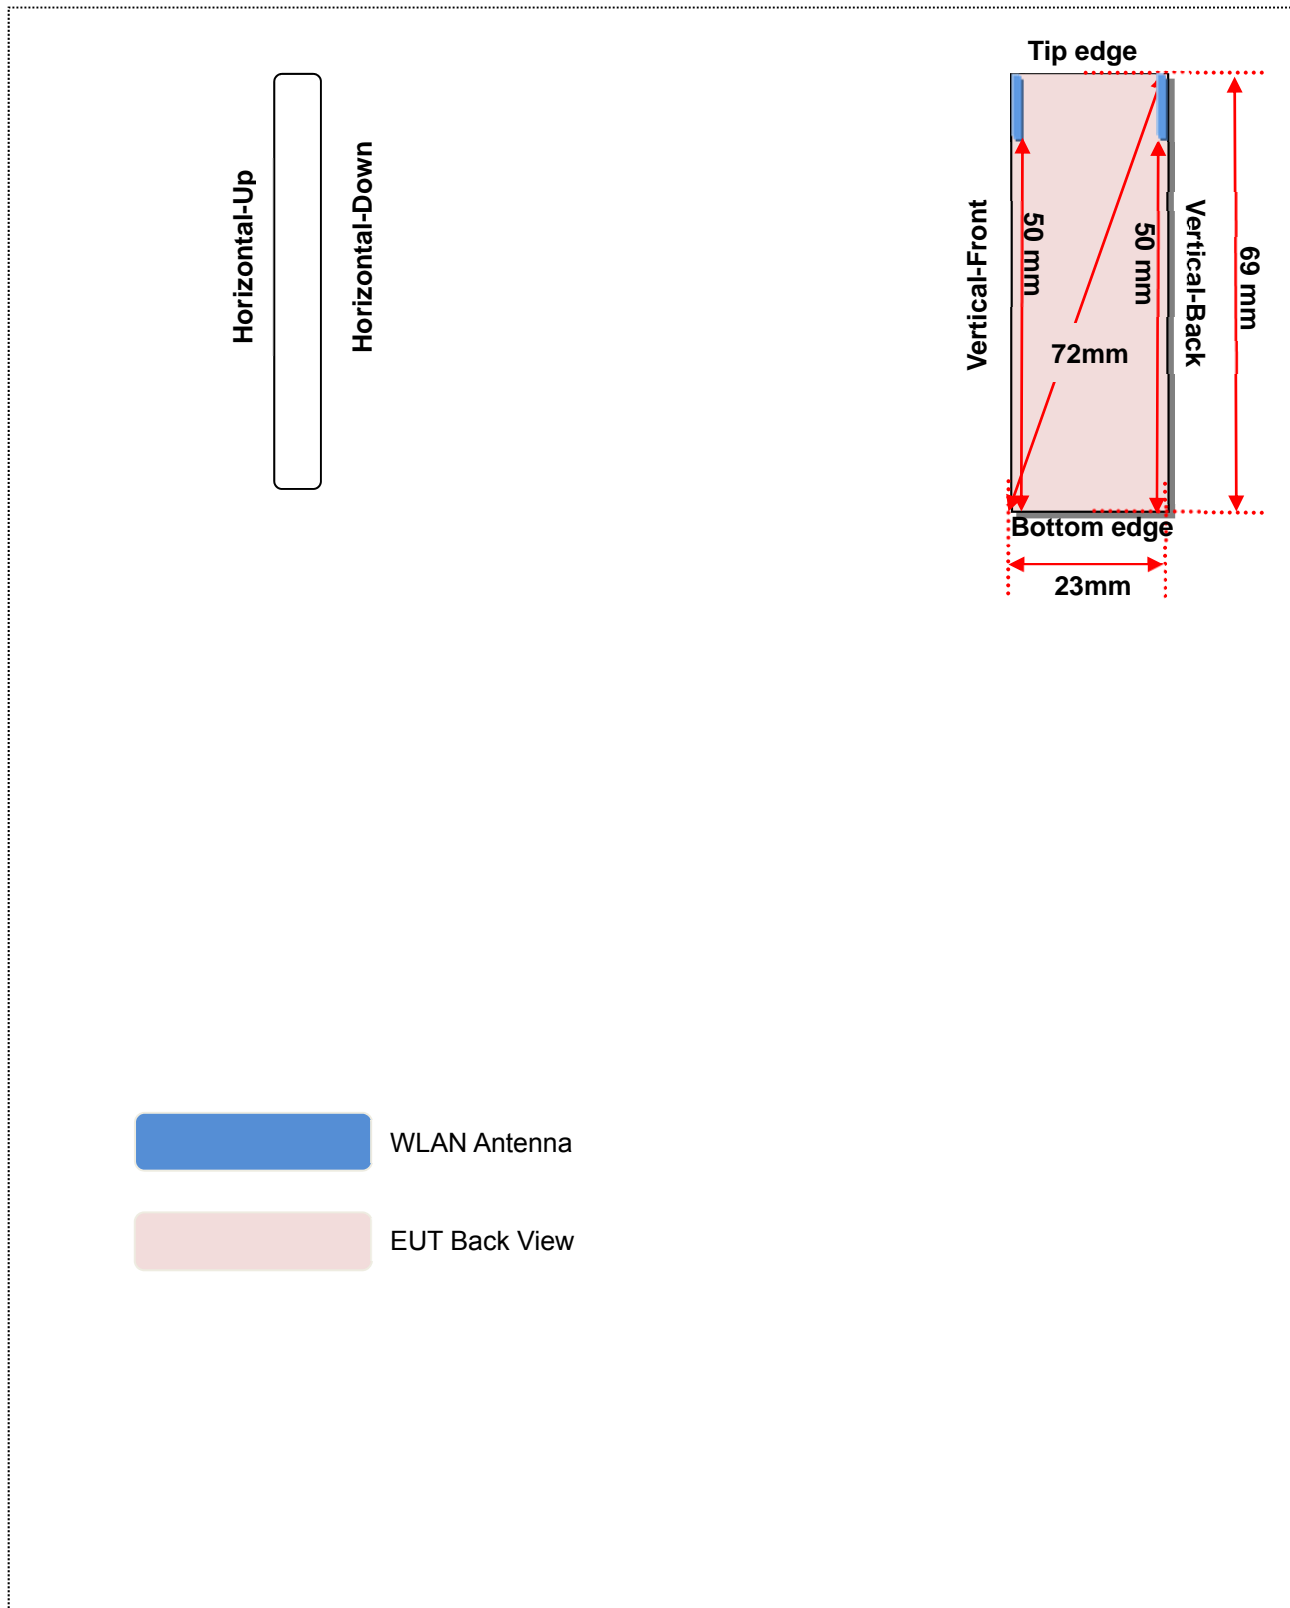 Tip edge
Horizontal-Up
Horizontal-Down
Vertical-Front
50 mm
50 mm
Vertical-Back
69 mm
72mm
Bottom edge
23mm
WLAN Antenna
EUT Back View